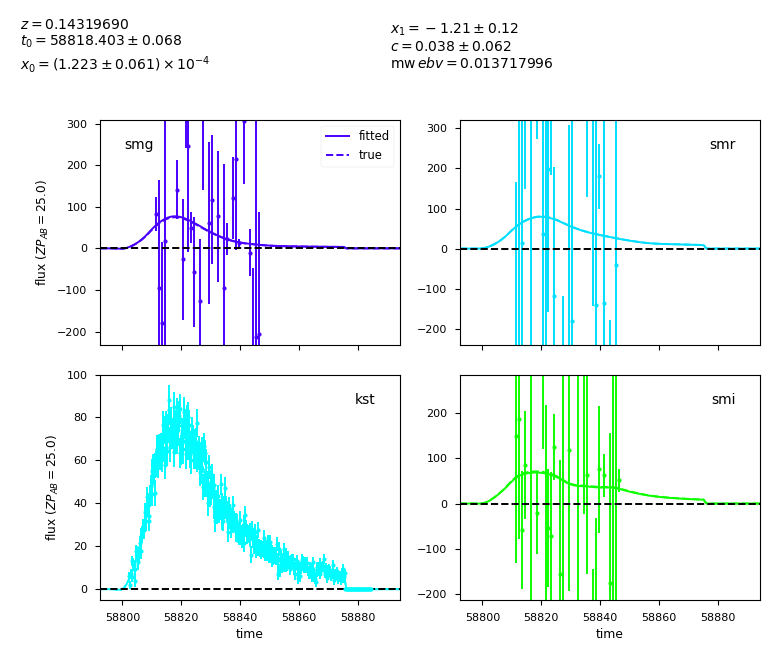 z = 0.14319690
t₀ = 58818.403 ± 0.068
x₀ = (1.223 ± 0.061) × 10⁻⁴
x₁ = −1.21 ± 0.12
c = 0.038 ± 0.062
mw ebv = 0.013717996
300
200
100
0
−100
−200
flux (ZP_AB = 25.0)
smg
fitted
true
300
200
100
0
−100
−200
smr
100
80
60
40
20
0
flux (ZP_AB = 25.0)
kst
58800 58820 58840 58860 58880
time
200
100
0
−100
−200
smi
58800 58820 58840 58860 58880
time